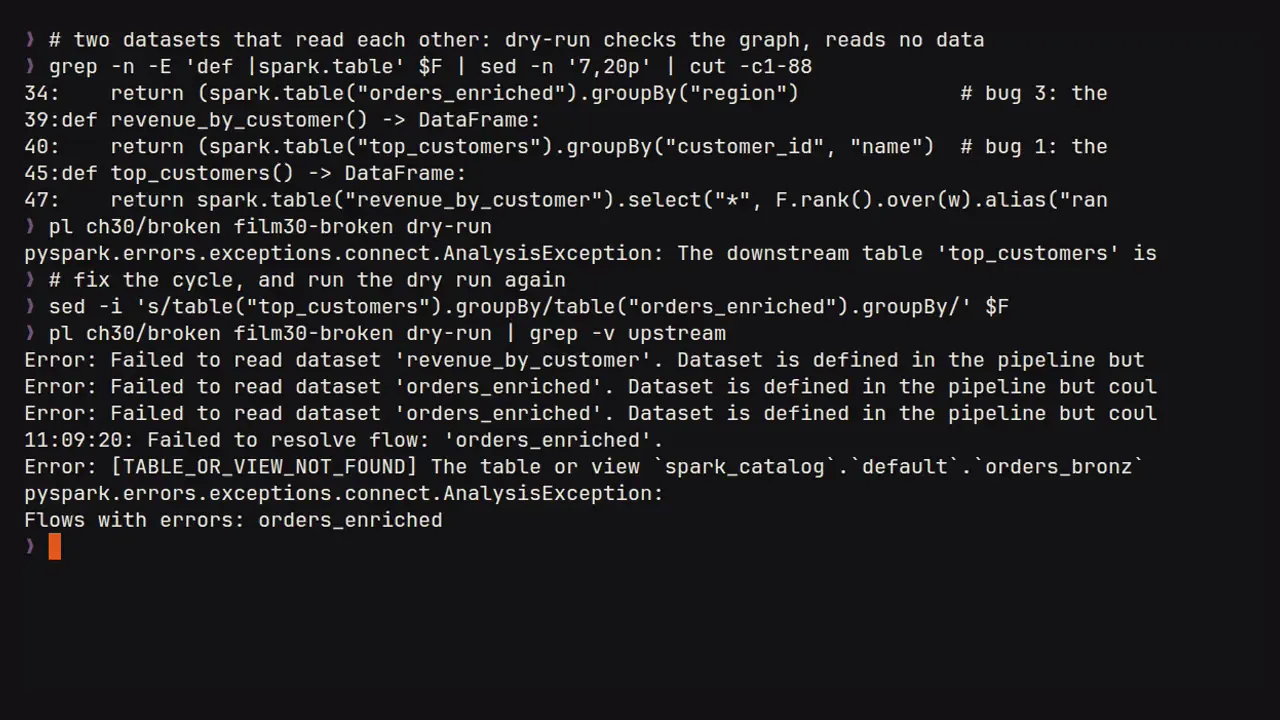 ❯ # two datasets that read each other: dry-run checks the graph, reads no data
❯ grep -n -E 'def |spark.table' $F | sed -n '7,20p' | cut -c1-88
34:    return (spark.table("orders_enriched").groupBy("region")             # bug 3: the
39:def revenue_by_customer() -> DataFrame:
40:    return (spark.table("top_customers").groupBy("customer_id", "name")  # bug 1: the
45:def top_customers() -> DataFrame:
47:    return spark.table("revenue_by_customer").select("*", F.rank().over(w).alias("ran
❯ pl ch30/broken film30-broken dry-run
pyspark.errors.exceptions.connect.AnalysisException: The downstream table 'top_customers' is
❯ # fix the cycle, and run the dry run again
❯ sed -i 's/table("top_customers").groupBy/table("orders_enriched").groupBy/' $F
❯ pl ch30/broken film30-broken dry-run | grep -v upstream
Error: Failed to read dataset 'revenue_by_customer'. Dataset is defined in the pipeline but
Error: Failed to read dataset 'orders_enriched'. Dataset is defined in the pipeline but coul
Error: Failed to read dataset 'orders_enriched'. Dataset is defined in the pipeline but coul
11:09:20: Failed to resolve flow: 'orders_enriched'.
Error: [TABLE_OR_VIEW_NOT_FOUND] The table or view `spark_catalog`.`default`.`orders_bronz`
pyspark.errors.exceptions.connect.AnalysisException:
Flows with errors: orders_enriched
❯